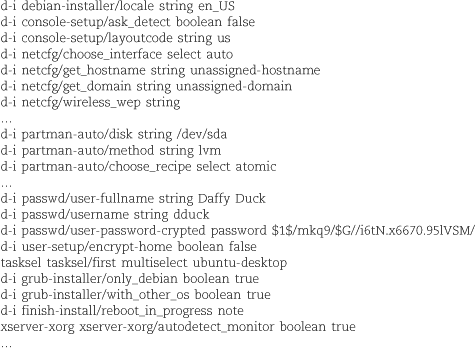 d-i debian-installer/locale string en_US
d-i console-setup/ask_detect boolean false
d-i console-setup/layoutcode string us
d-i netcfg/choose_interface select auto
d-i netcfg/get_hostname string unassigned-hostname
d-i netcfg/get_domain string unassigned-domain
d-i netcfg/wireless_wep string
...
d-i partman-auto/disk string /dev/sda
d-i partman-auto/method string lvm
d-i partman-auto/choose_recipe select atomic
...
d-i passwd/user-fullname string Daffy Duck
d-i passwd/username string dduck
d-i passwd/user-password-crypted password $1$/mkq9/$G//i6tN.x6670.95lVSM/
d-i user-setup/encrypt-home boolean false
tasksel tasksel/first multiselect ubuntu-desktop
d-i grub-installer/only_debian boolean true
d-i grub-installer/with_other_os boolean true
d-i finish-install/reboot_in_progress note
xserver-xorg xserver-xorg/autodetect_monitor boolean true
...